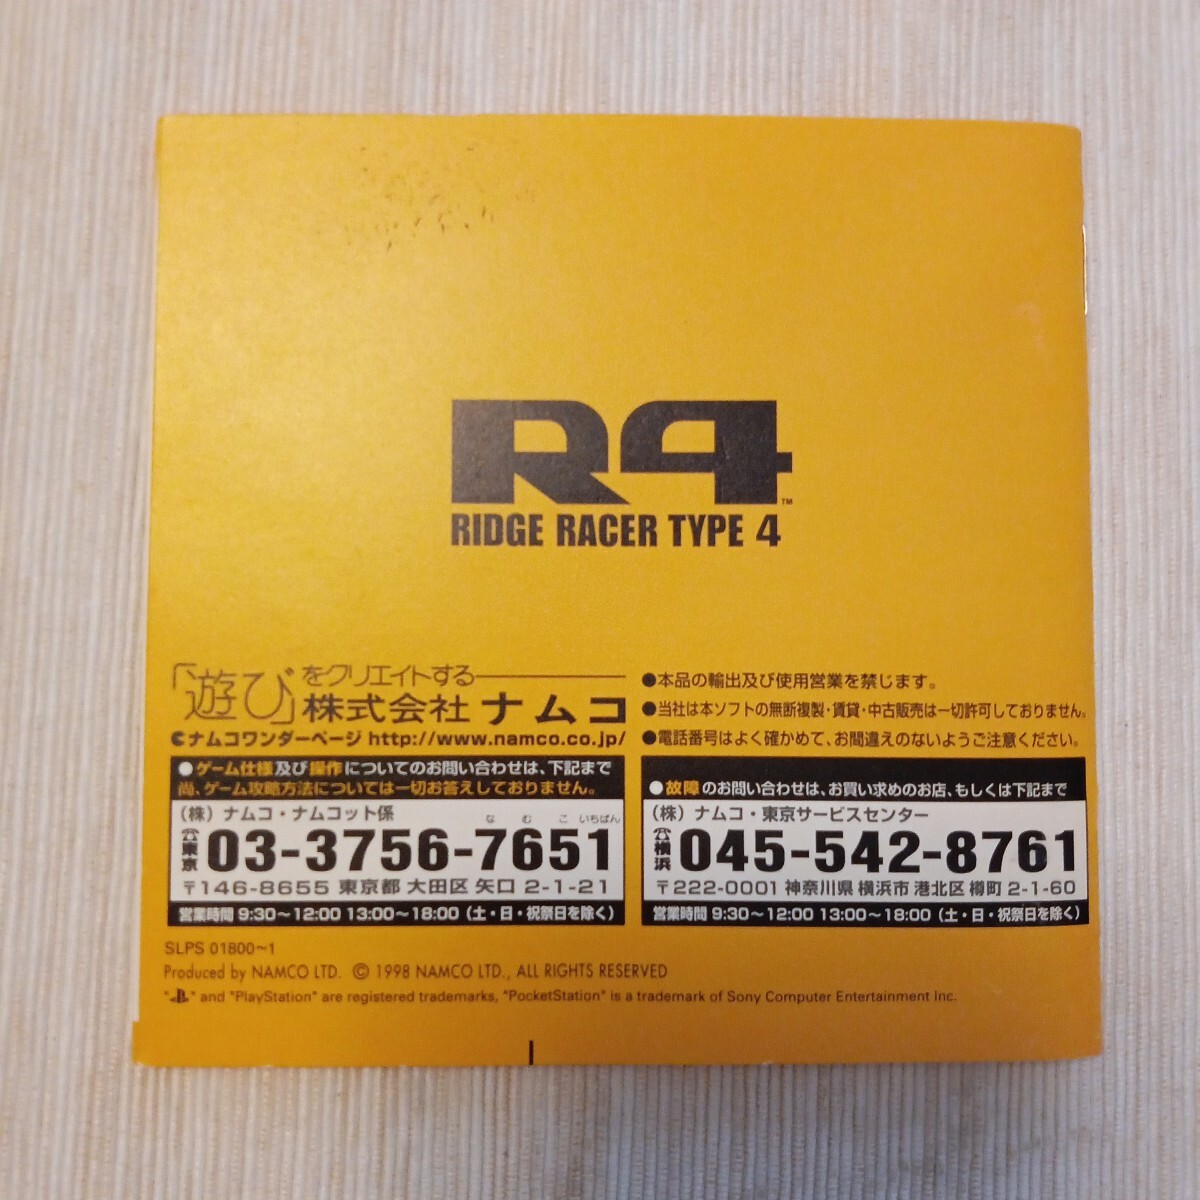 R4™
RIDGE RACER TYPE 4
「遊び」をクリエイトする
株式会社ナムコ
ナムコワンダーページ http://www.namco.co.jp/
●本品の輸出及び使用営業を禁じます。
●当社は本ソフトの無断複製・賃貸・中古販売は一切許可しておりません。
●電話番号はよく確かめて、お間違えのないようご注意ください。
●ゲーム仕様及び操作についてのお問い合わせは、下記まで
尚、ゲーム攻略方法については一切お答えしておりません。
(株) ナムコ・ナムコット係
な む こ いちばん
☎東京 03-3756-7651
〒146-8655 東京都 大田区 矢口 2-1-21
営業時間 9:30〜12:00 13:00〜18:00 (土・日・祝祭日を除く)
●故障のお問い合わせは、お買い求めのお店、もしくは下記まで
(株) ナムコ・東京サービスセンター
☎横浜 045-542-8761
〒222-0001 神奈川県 横浜市 港北区 樽町 2-1-60
営業時間 9:30〜12:00 13:00〜18:00 (土・日・祝祭日を除く)
SLPS 01800~1
Produced by NAMCO LTD. © 1998 NAMCO LTD., ALL RIGHTS RESERVED
" " and "PlayStation" are registered trademarks, "PocketStation" is a trademark of Sony Computer Entertainment Inc.